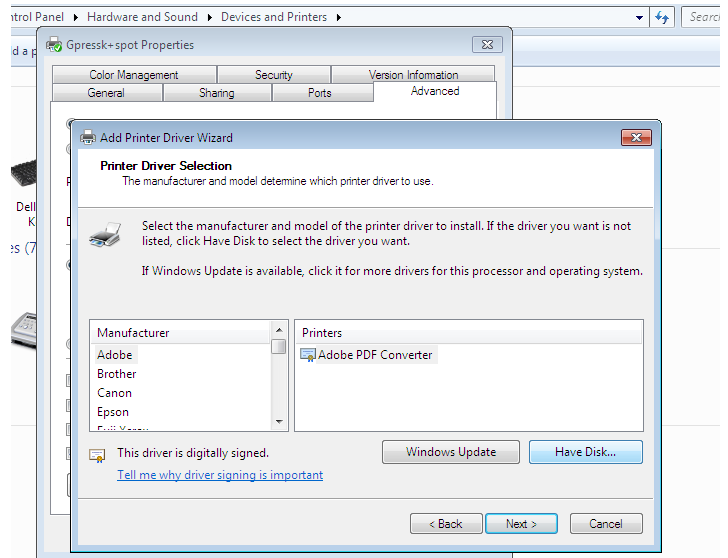 ntrol Panel ▸ Hardware and Sound ▸ Devices and Printers ▸
Searc
d a p
Gpressk+spot Properties
Color Management Security Version Information
General Sharing Ports Advanced
Add Printer Driver Wizard
Printer Driver Selection
The manufacturer and model determine which printer driver to use.
Dell
K
es (7
Select the manufacturer and model of the printer driver to install. If the driver you want is not
listed, click Have Disk to select the driver you want.
If Windows Update is available, click it for more drivers for this processor and operating system.
Manufacturer
Adobe
Brother
Canon
Epson
Fuji Xerox
Printers
Adobe PDF Converter
This driver is digitally signed.
Tell me why driver signing is important
Windows Update Have Disk...
< Back Next > Cancel